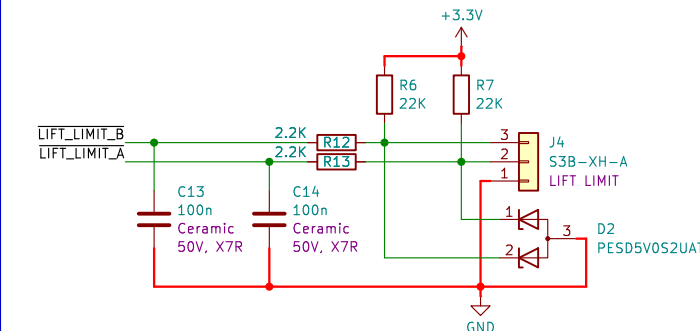 +3.3V
R6
22K
R7
22K
LIFT_LIMIT_B
2.2K
R12
3
J4
LIFT_LIMIT_A
2.2K
R13
2
S3B-XH-A
1
LIFT LIMIT
C13
100n
Ceramic
50V, X7R
C14
100n
Ceramic
50V, X7R
1
2
3
D2
PESD5V0S2UAT
GND